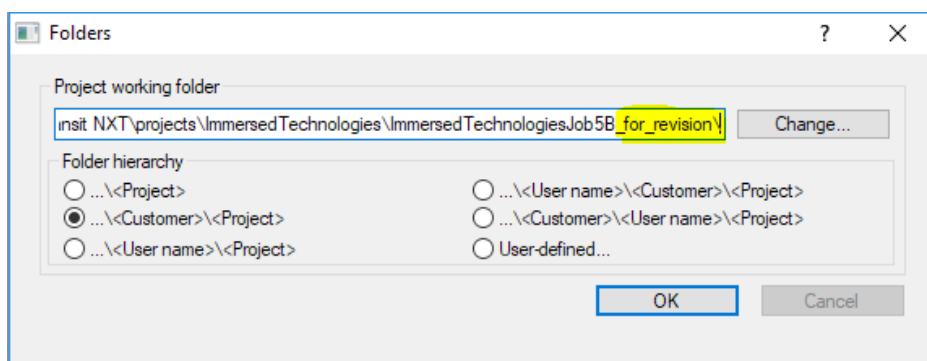 Folders ? X
Project working folder
nsit NXT\projects\ImmersedTechnologies\ImmersedTechnologiesJob5B_for_revision\ Change...
Folder hierarchy
...\<Project> ...\<User name>\<Customer>\<Project>
...\<Customer>\<Project> ...\<Customer>\<User name>\<Project>
...\<User name>\<Project> User-defined...
OK Cancel